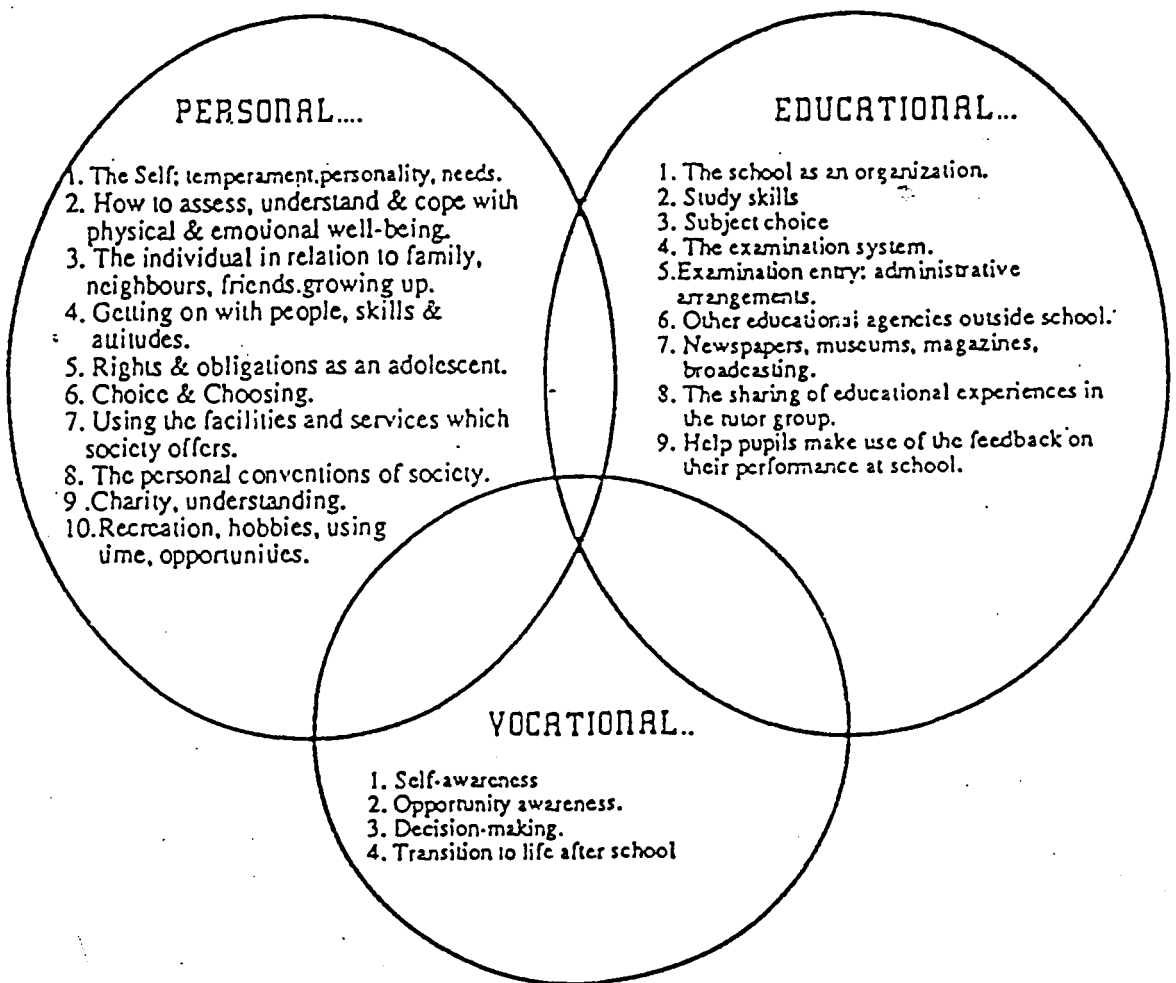 PERSONAL....
1. The Self; temperament,personality, needs.
2. How to assess, understand & cope with
physical & emotional well-being.
3. The individual in relation to family,
neighbours, friends.growing up.
4. Getting on with people, skills &
attitudes.
5. Rights & obligations as an adolescent.
6. Choice & Choosing.
7. Using the facilities and services which
society offers.
8. The personal conventions of society.
9 .Charity, understanding.
10.Recreation, hobbies, using
time, opportunities.
EDUCATIONAL...
1. The school as an organization.
2. Study skills
3. Subject choice
4. The examination system.
5.Examination entry: administrative
arrangements.
6. Other educational agencies outside school.
7. Newspapers, museums, magazines,
broadcasting.
8. The sharing of educational experiences in
the tutor group.
9. Help pupils make use of the feedback on
their performance at school.
VOCATIONAL..
1. Self-awareness
2. Opportunity awareness.
3. Decision-making.
4. Transition to life after school